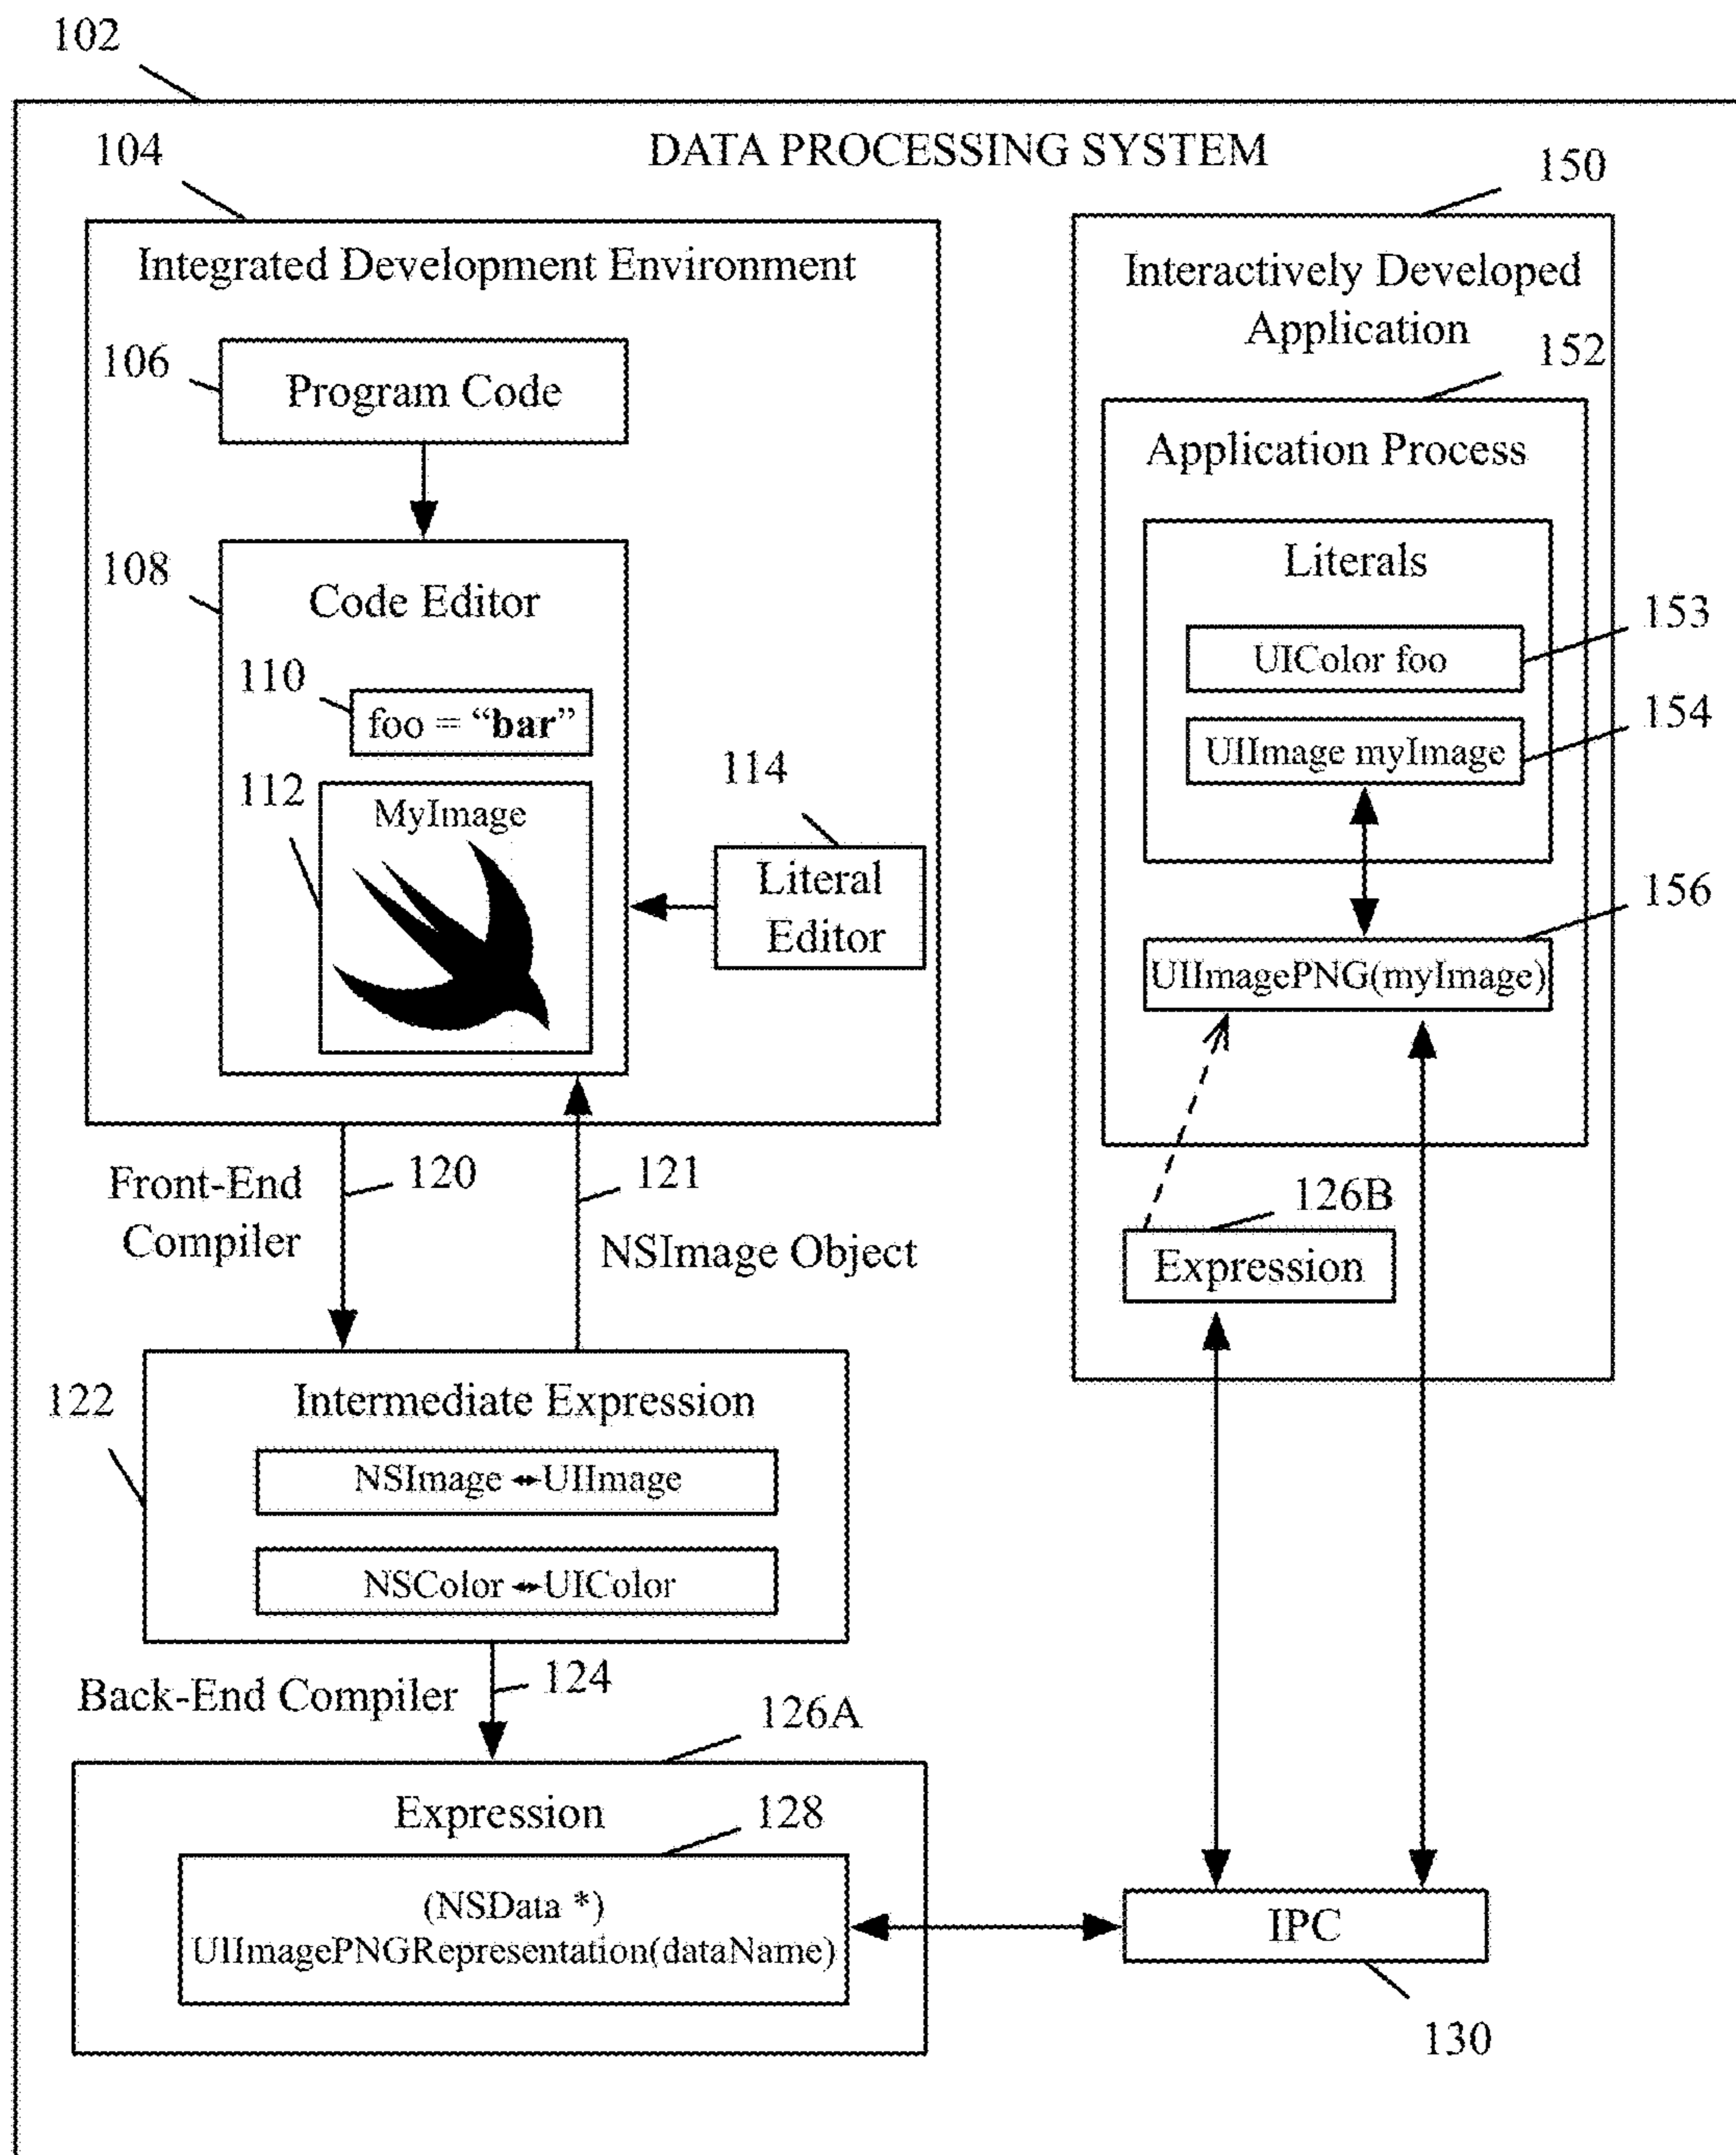 102
DATA PROCESSING SYSTEM
104
Integrated Development Environment
106
Program Code
108
Code Editor
110
foo = “bar”
112
MyImage
114
Literal
Editor
150
Interactively Developed
Application
152
Application Process
Literals
153
UIColor foo
154
UIImage myImage
156
UIImagePNG(myImage)
126B
Expression
Front-End
Compiler
120
121
NSImage Object
122
Intermediate Expression
NSImage ↔ UIImage
NSColor ↔ UIColor
Back-End Compiler
124
126A
Expression
128
(NSData *)
UIImagePNGRepresentation(dataName)
IPC
130